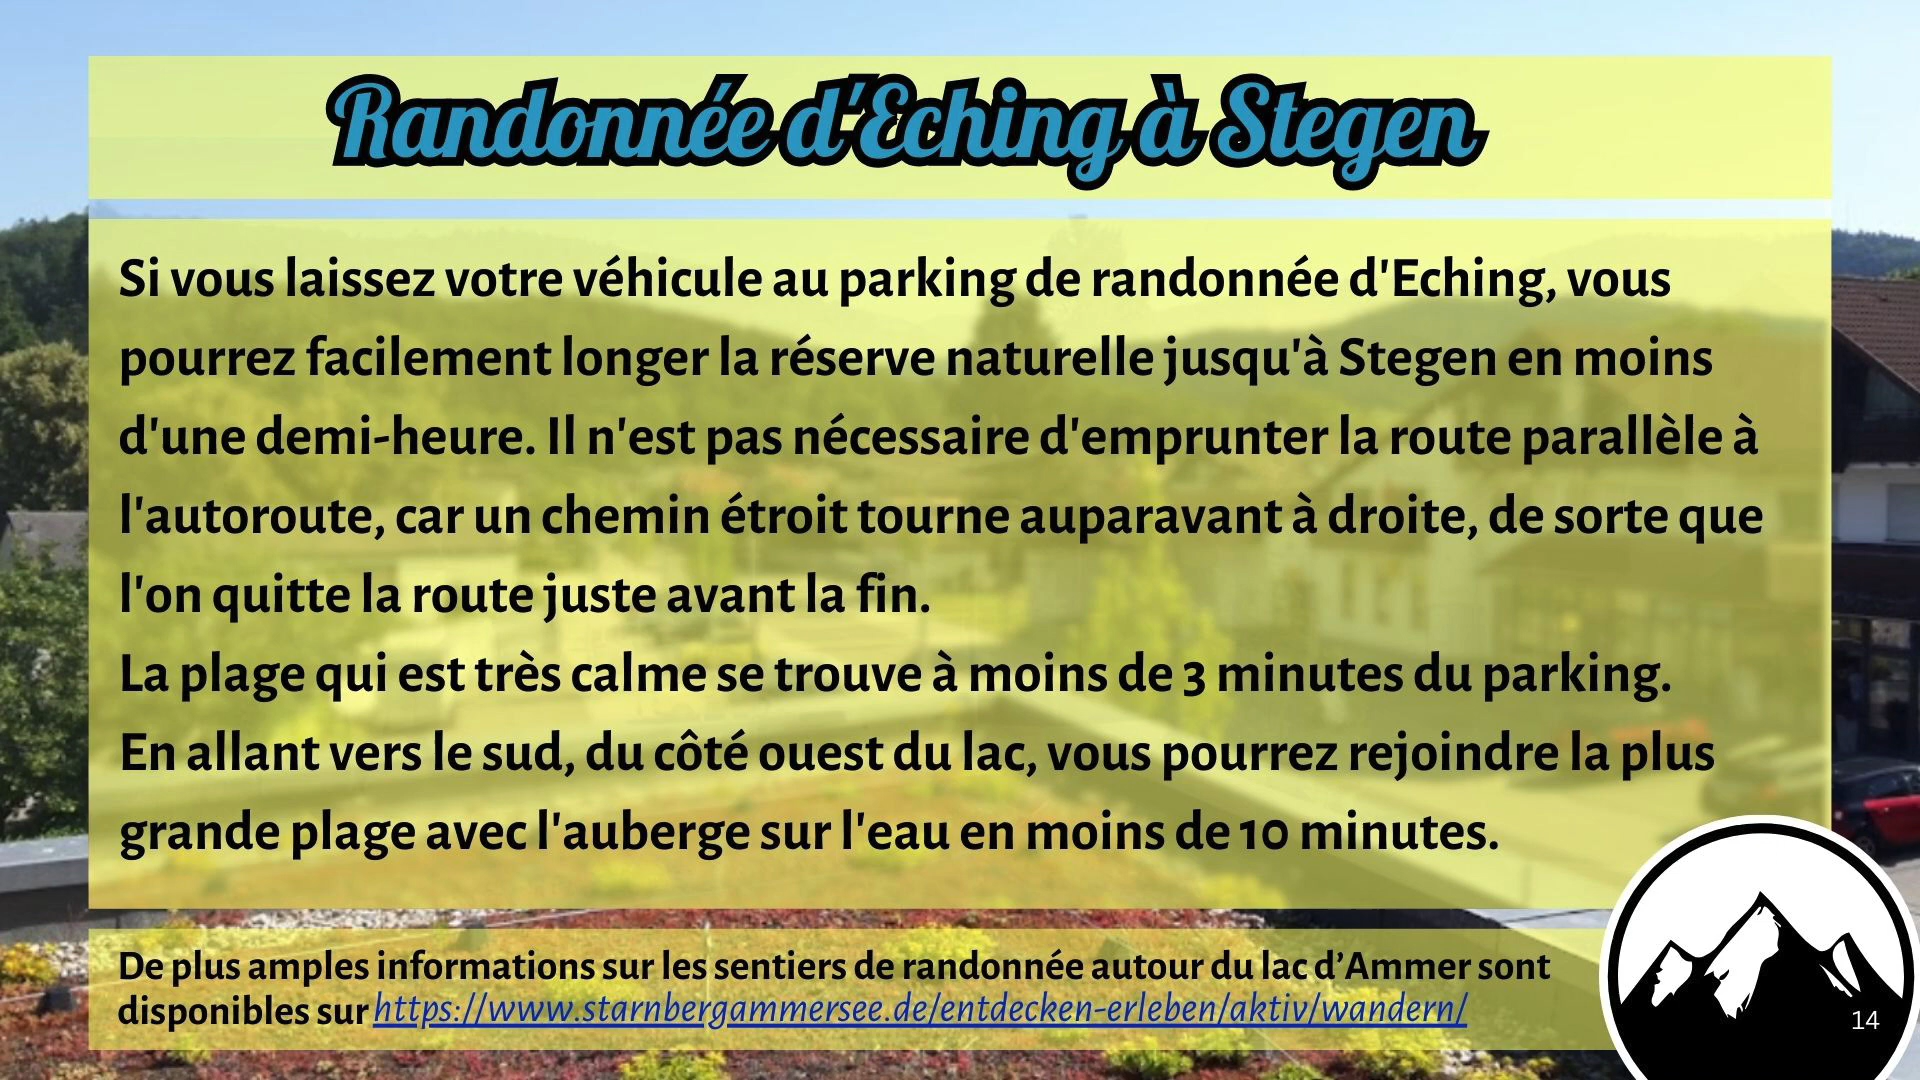 Randonnée d'Eching à Stegen
Si vous laissez votre véhicule au parking de randonnée d'Eching, vous
pourrez facilement longer la réserve naturelle jusqu'à Stegen en moins
d'une demi-heure. Il n'est pas nécessaire d'emprunter la route parallèle à
l'autoroute, car un chemin étroit tourne auparavant à droite, de sorte que
l'on quitte la route juste avant la fin.
La plage qui est très calme se trouve à moins de 3 minutes du parking.
En allant vers le sud, du côté ouest du lac, vous pourrez rejoindre la plus
grande plage avec l'auberge sur l'eau en moins de 10 minutes.
De plus amples informations sur les sentiers de randonnée autour du lac d’Ammer sont
disponibles sur https://www.starnbergammersee.de/entdecken-erleben/aktiv/wandern/
14